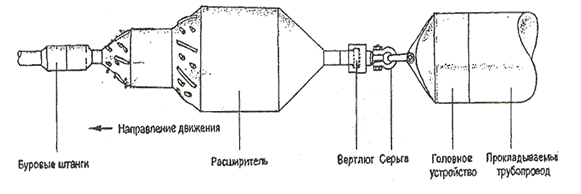 Направление движения
Буровые штанги
Расширитель
Вертлюг
Серьга
Головное
устройство
Прокладываемый
трубопровод